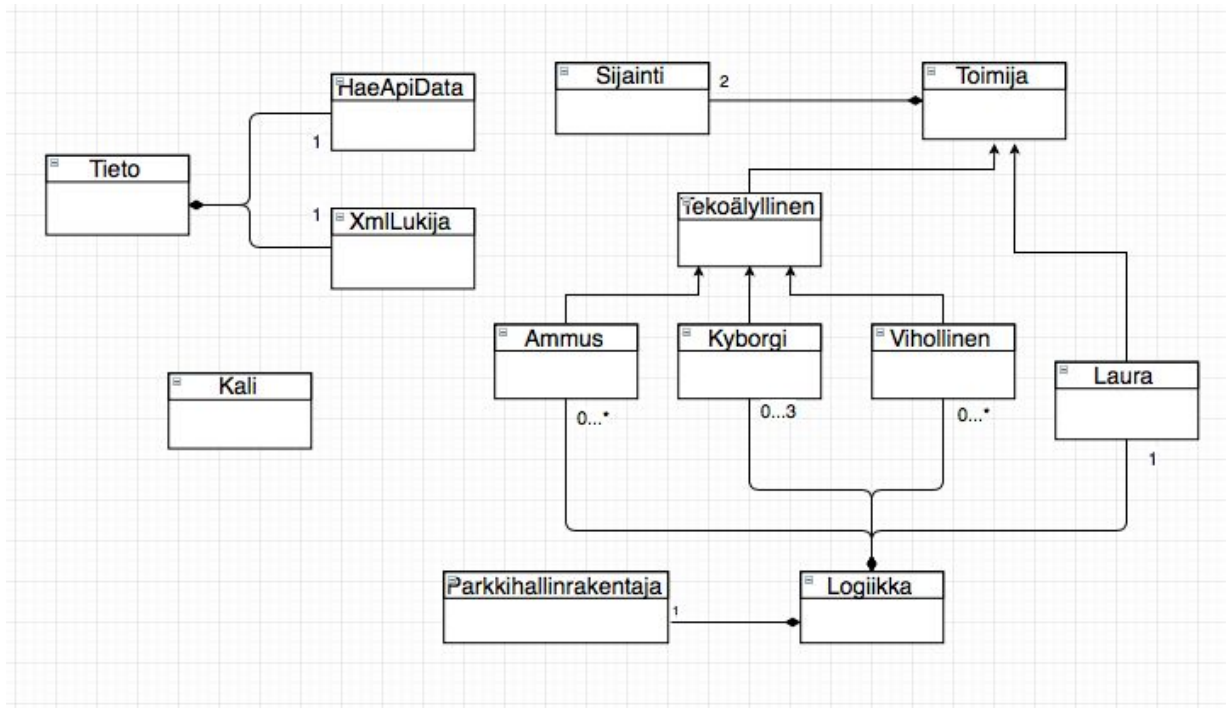 HaeApiData
1
Tieto
1
XmlLukija
Kali
Sijainti
2
Toimija
Tekoälyllinen
Ammus
0...*
Kyborgi
0...3
Vihollinen
0...*
Laura
1
Parkkihallinrakentaja
1
Logiikka